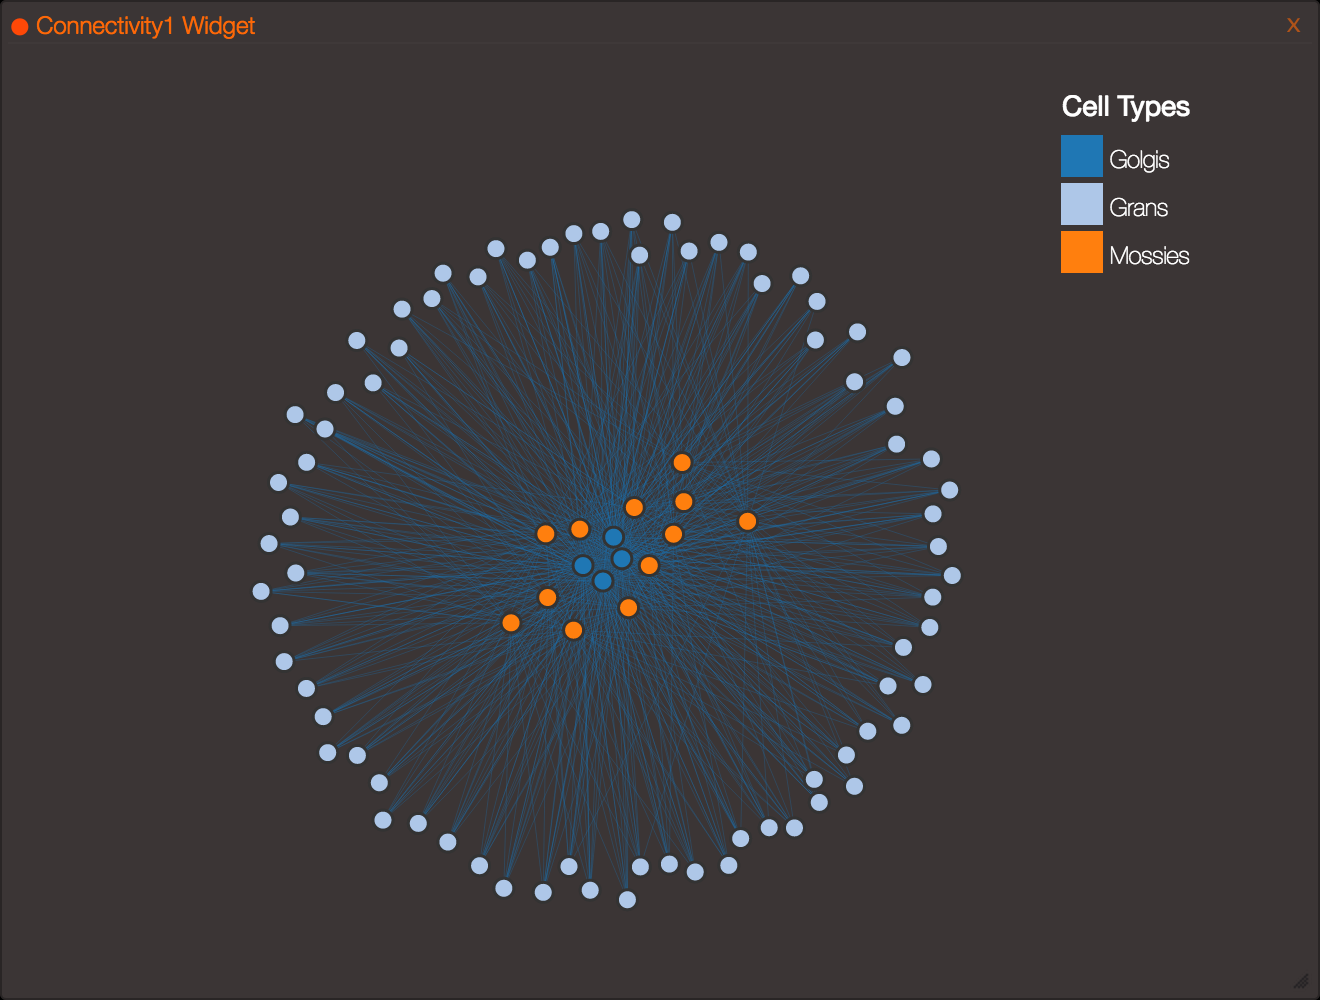 Connectivity1 Widget
X
Cell Types
Golgis
Grans
Mossies